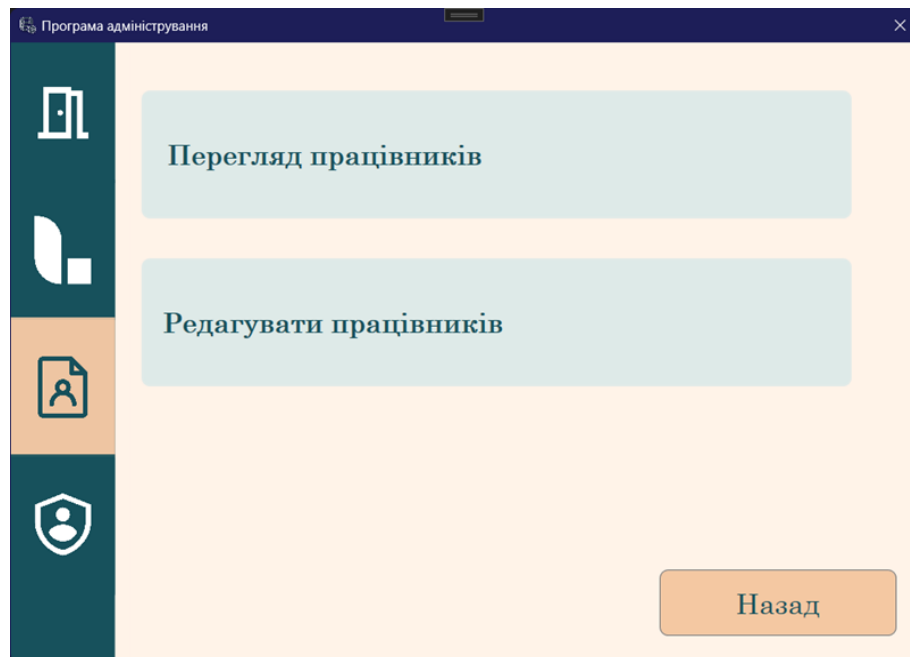 Програма адміністрування
Перегляд працівників
Редагувати працівників
Назад